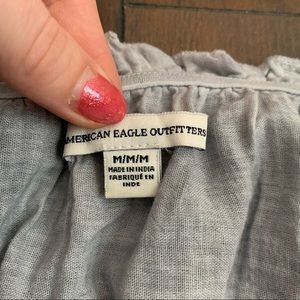 AMERICAN EAGLE OUTFITTERS
M/M/M
MADE IN INDIA
FABRIQUÉ EN
INDE